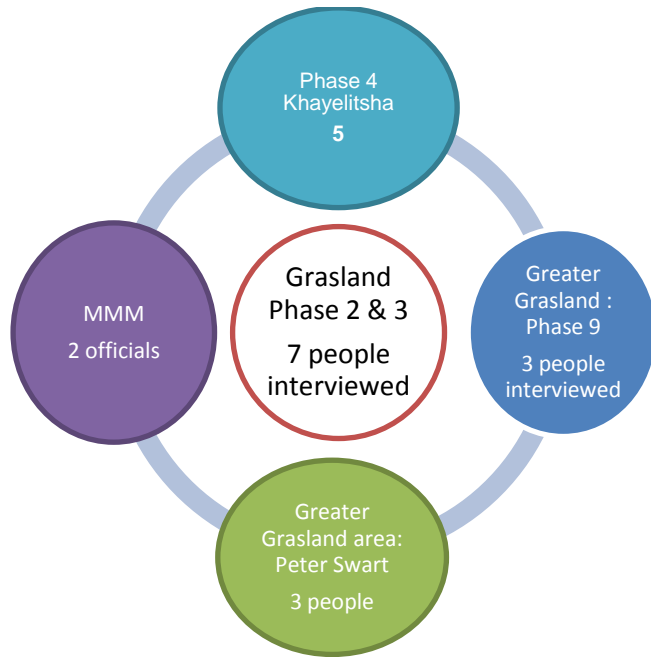 Phase 4
Khayelitsha
5
Greater
Grasland :
Phase 9
3 people
interviewed
Grasland
Phase 2 & 3
7 people
interviewed
MMM
2 officials
Greater
Grasland area:
Peter Swart
3 people